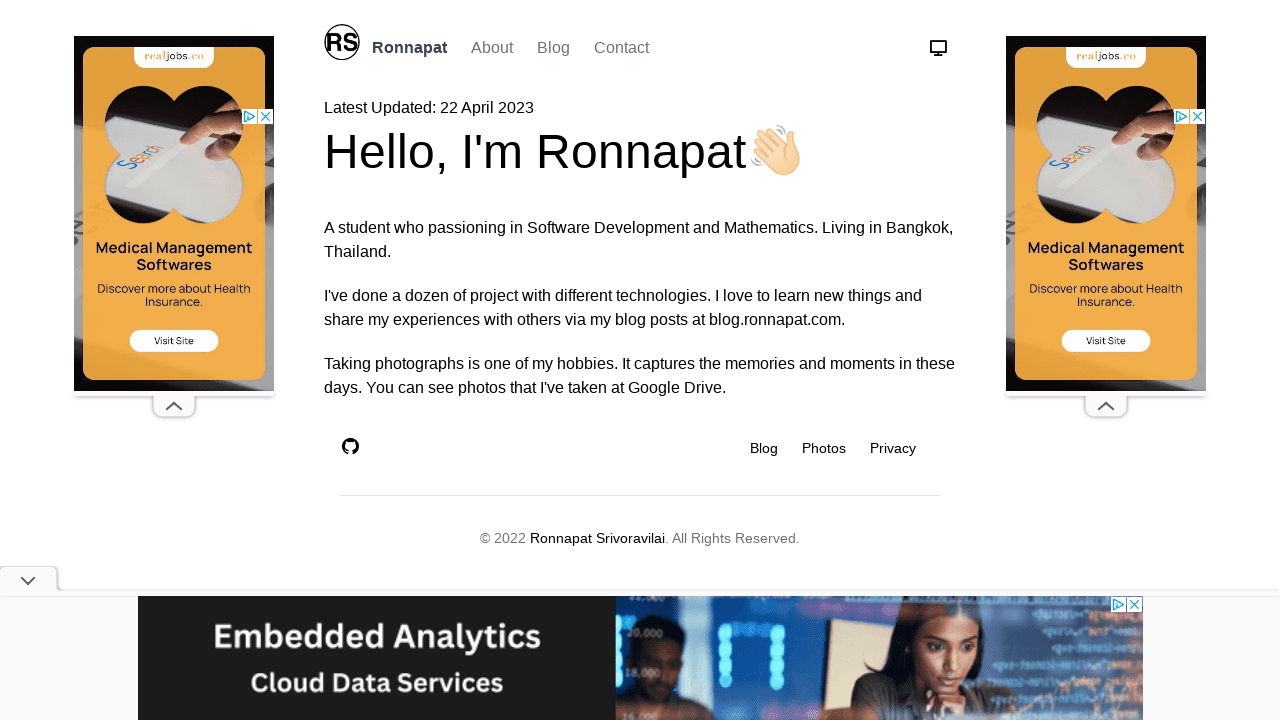 RS Ronnapat About Blog Contact
Latest Updated: 22 April 2023
Hello, I'm Ronnapat👋🏻
A student who passioning in Software Development and Mathematics. Living in Bangkok,
Thailand.
I've done a dozen of project with different technologies. I love to learn new things and
share my experiences with others via my blog posts at blog.ronnapat.com.
Taking photographs is one of my hobbies. It captures the memories and moments in these
days. You can see photos that I've taken at Google Drive.
Blog Photos Privacy
© 2022 Ronnapat Srivoravilai. All Rights Reserved.
realjobs.co
Search
Medical Management
Softwares
Discover more about Health
Insurance.
Visit Site
realjobs.co
Search
Medical Management
Softwares
Discover more about Health
Insurance.
Visit Site
Embedded Analytics
Cloud Data Services
20,000
18,000
16,000